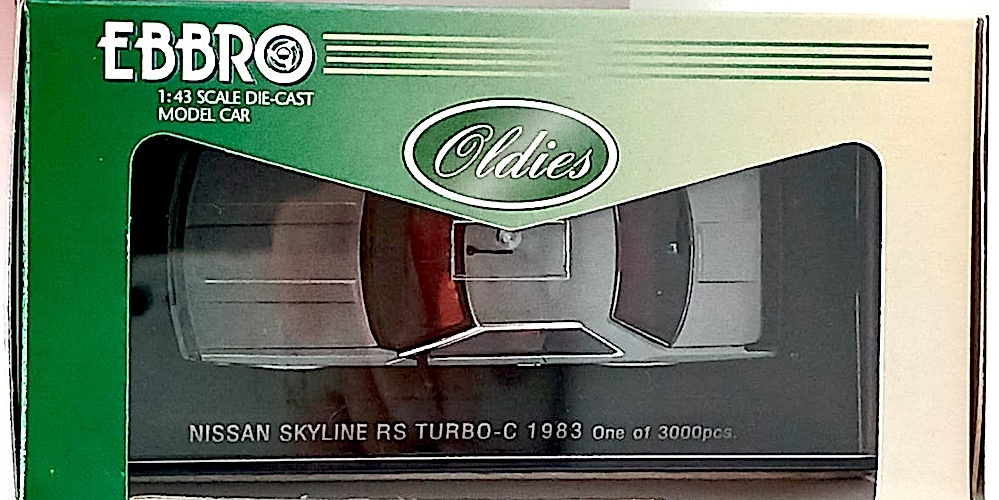 EBBRO
1:43 SCALE DIE-CAST
MODEL CAR
Oldies
NISSAN SKYLINE RS TURBO-C 1983 One of 3000pcs.